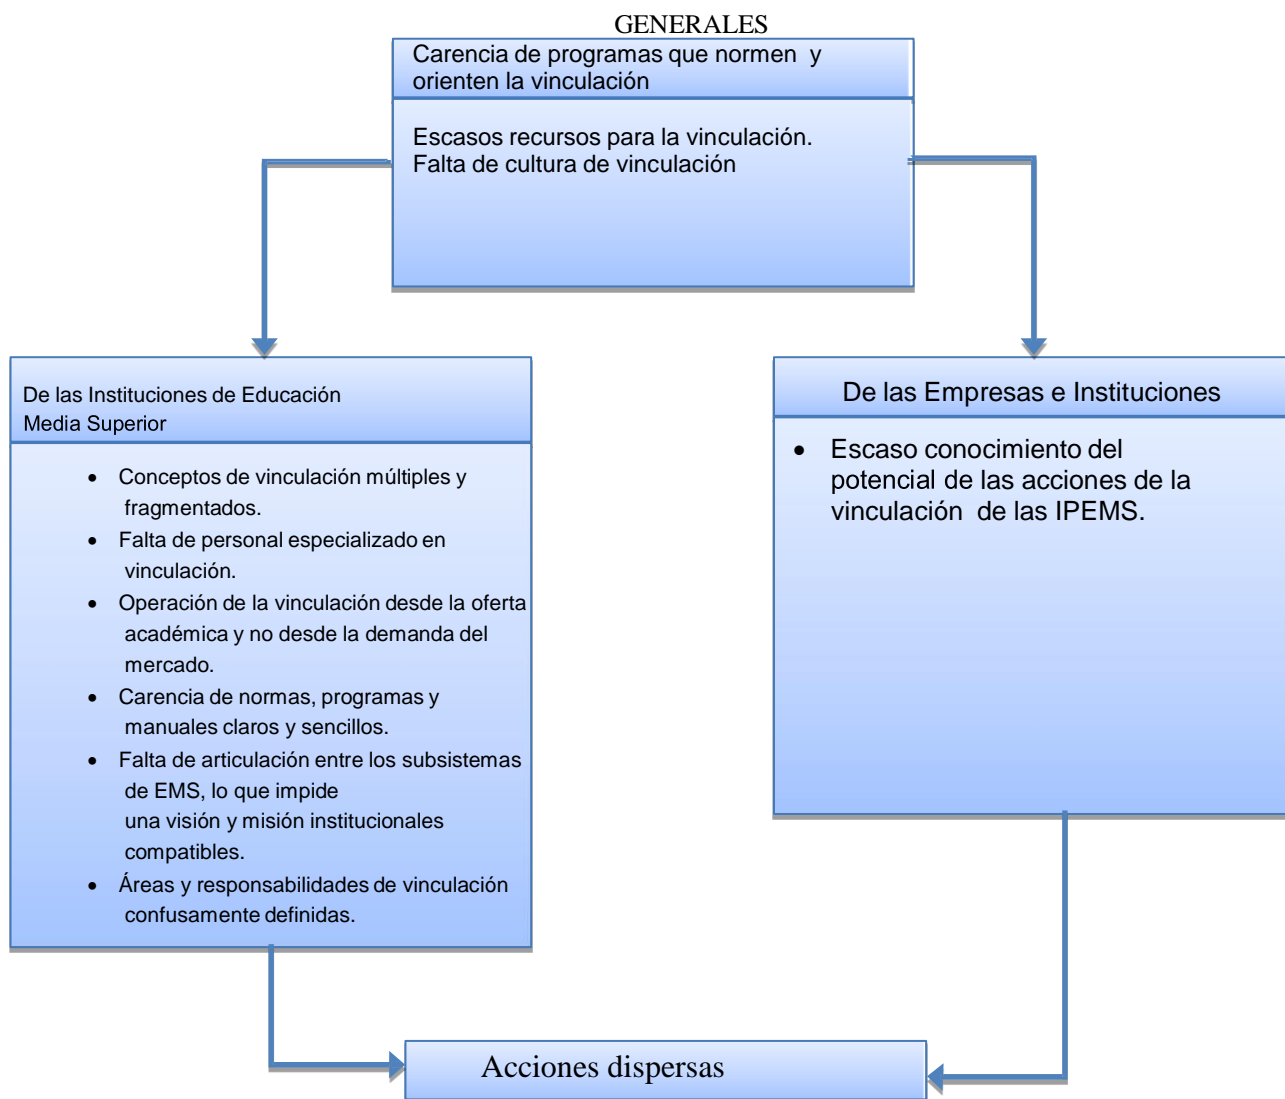 GENERALES
Carencia de programas que normen y
orienten la vinculación
Escasos recursos para la vinculación.
Falta de cultura de vinculación
De las Instituciones de Educación
Media Superior
• Conceptos de vinculación múltiples y
fragmentados.
• Falta de personal especializado en
vinculación.
• Operación de la vinculación desde la oferta
académica y no desde la demanda del
mercado.
• Carencia de normas, programas y
manuales claros y sencillos.
• Falta de articulación entre los subsistemas
de EMS, lo que impide
una visión y misión institucionales
compatibles.
• Áreas y responsabilidades de vinculación
confusamente definidas.
De las Empresas e Instituciones
• Escaso conocimiento del
potencial de las acciones de la
vinculación de las IPEMS.
Acciones dispersas